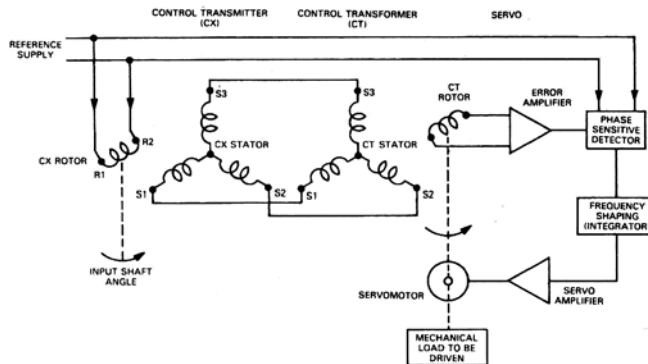 CONTROL TRANSMITTER
(CX)
CONTROL TRANSFORMER
(CT)
SERVO
REFERENCE
SUPPLY
S3
S3
CT
ROTOR
ERROR
AMPLIFIER
PHASE
SENSITIVE
DETECTOR
R2
CX STATOR
CT STATOR
CX ROTOR
R1
S1
S2
S1
S2
FREQUENCY
SHAPING
(INTEGRATOR)
INPUT SHAFT
ANGLE
SERVOMOTOR
SERVO
AMPLIFIER
MECHANICAL
LOAD TO BE
DRIVEN